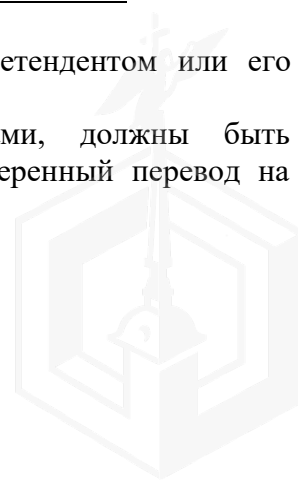 етендентом или его
ми, должны быть
еренный перевод на